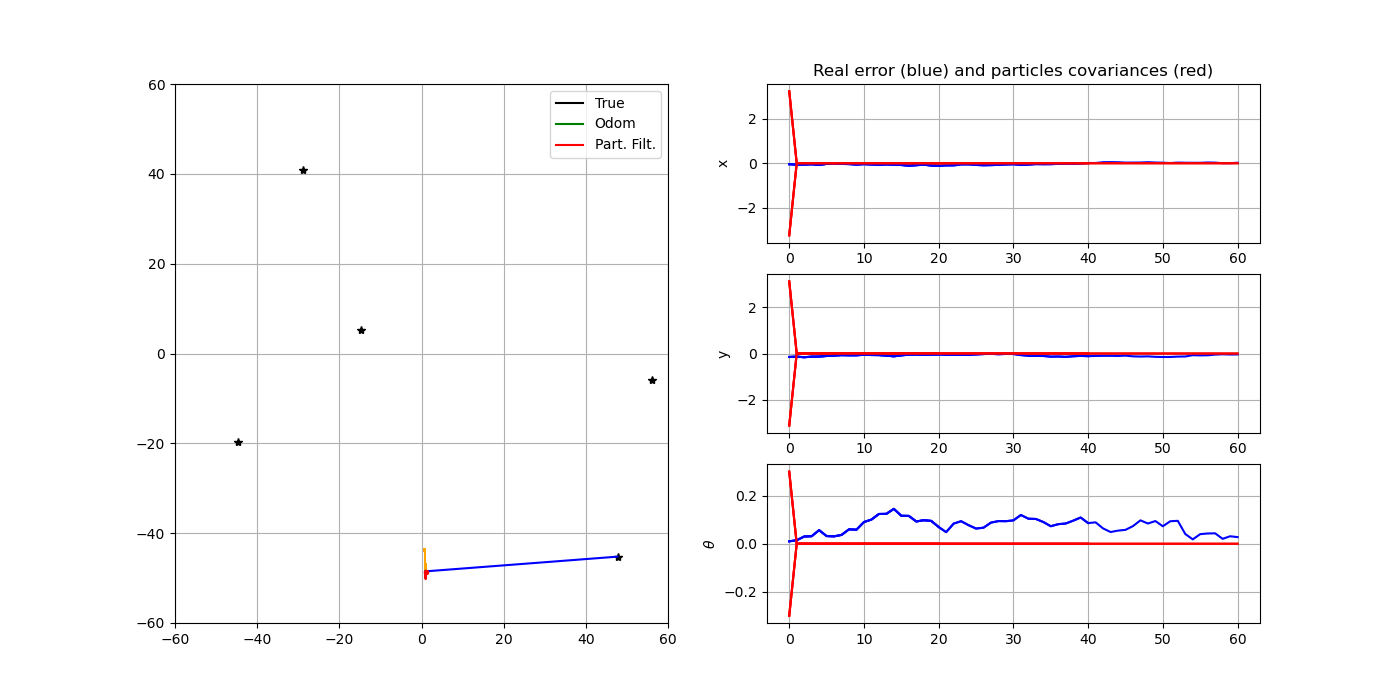 60
40
20
0
−20
−40
−60
−60 −40 −20 0 20 40 60
True
Odom
Part. Filt.
Real error (blue) and particles covariances (red)
x
2
0
−2
0 10 20 30 40 50 60
y
2
0
−2
0 10 20 30 40 50 60
θ
0.2
0.0
−0.2
0 10 20 30 40 50 60